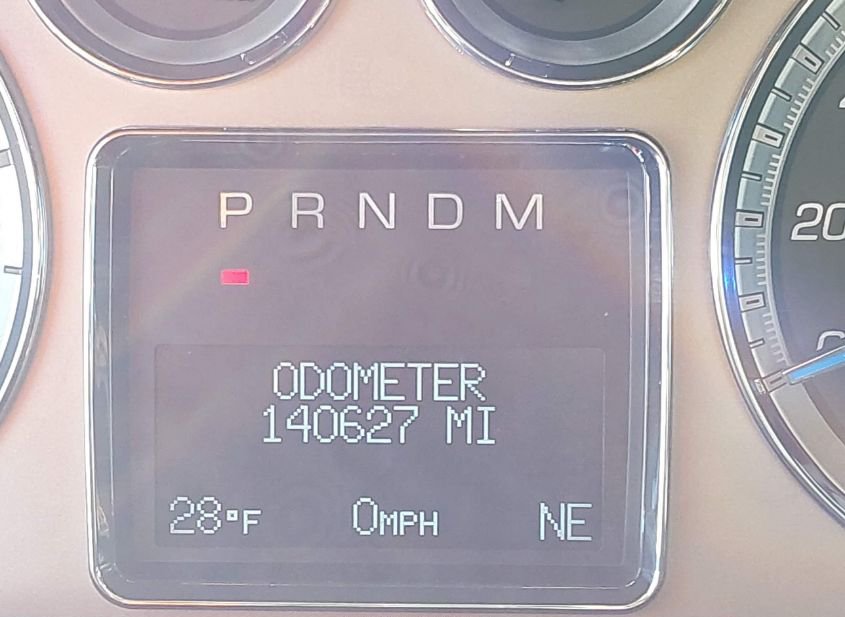 P R N D M
ODOMETER
140627 MI
28°F 0MPH NE
20